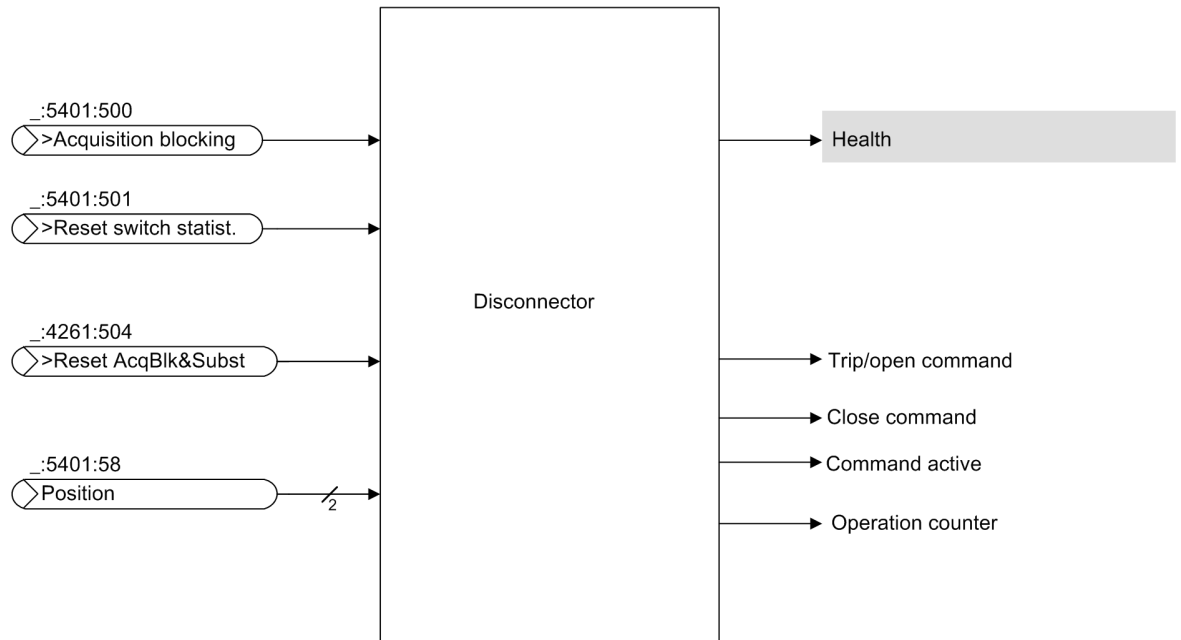 _:5401:500
>Acquisition blocking
_:5401:501
>Reset switch statist.
_:4261:504
>Reset AcqBlk&Subst
_:5401:58
Position
2
Disconnector
Health
Trip/open command
Close command
Command active
Operation counter